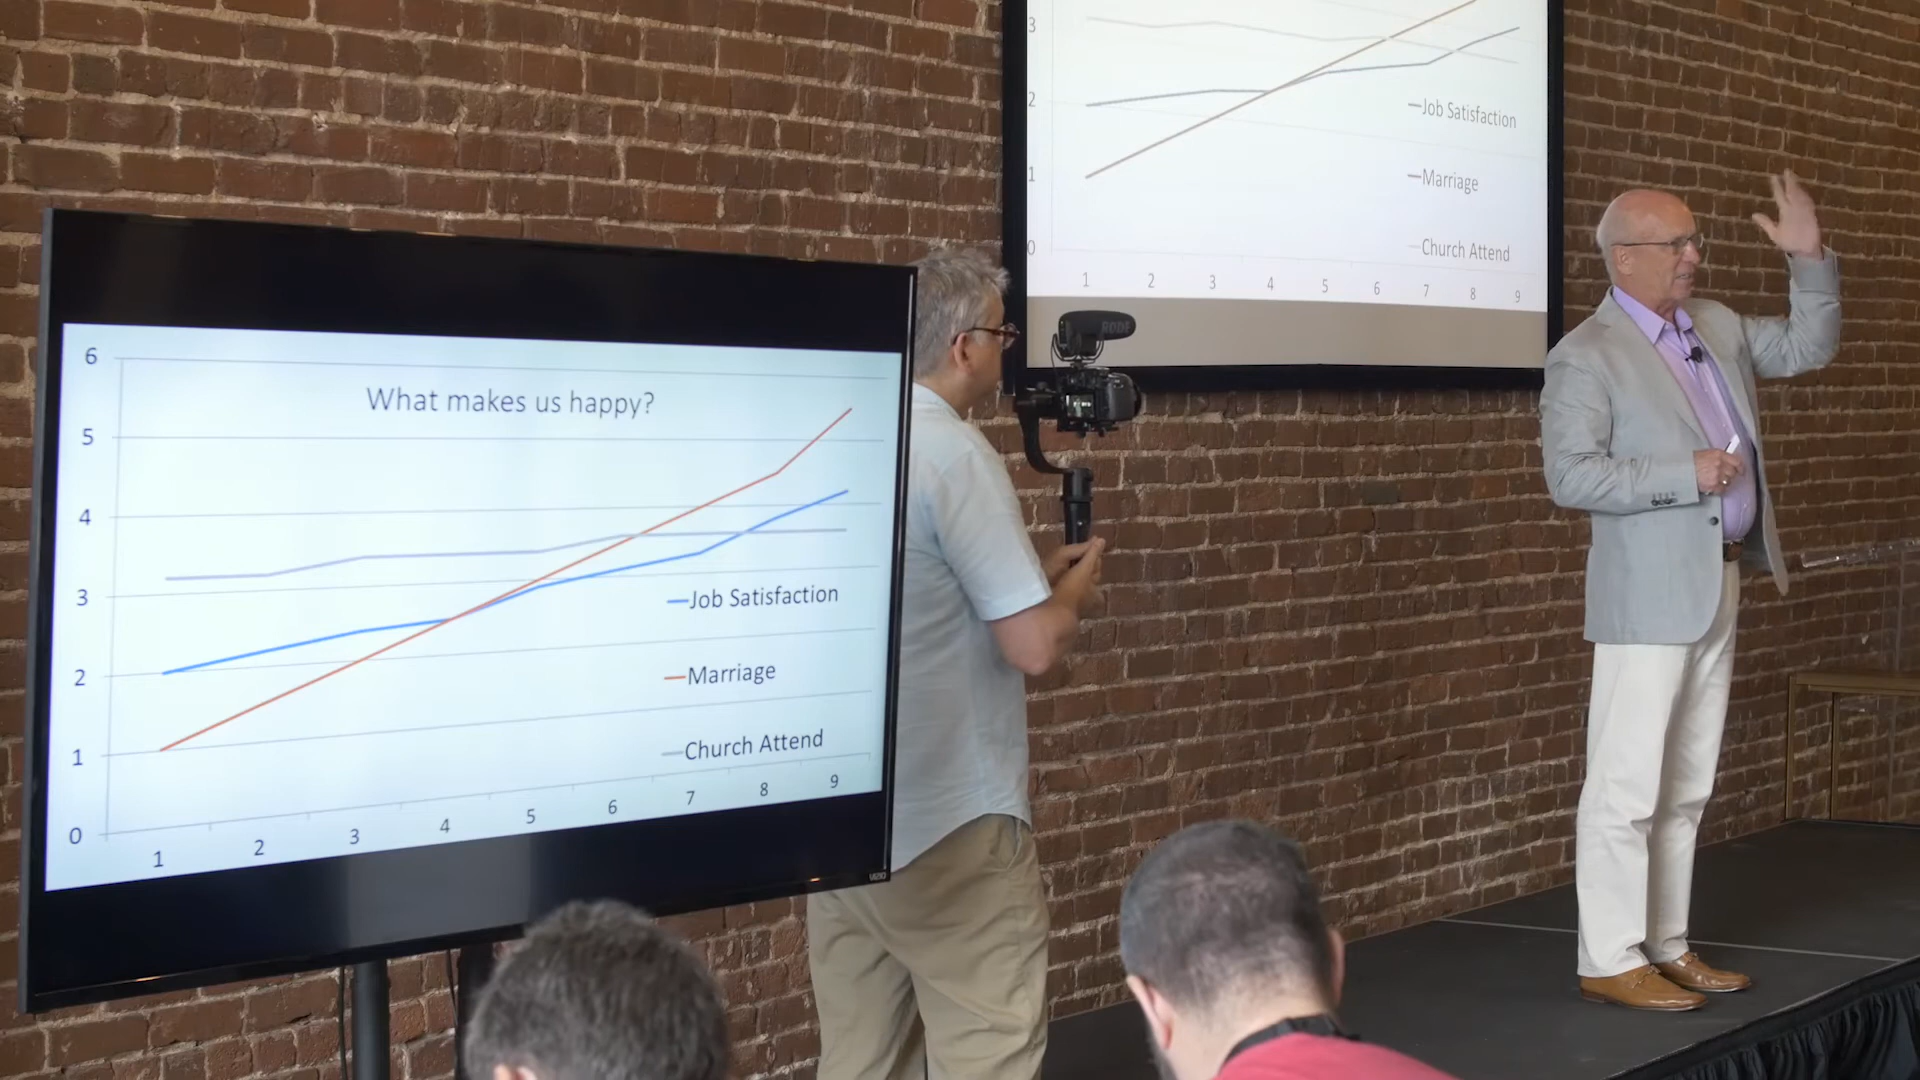 What makes us happy?
6
5
4
3
2
1
0
1 2 3 4 5 6 7 8 9
Job Satisfaction
Marriage
Church Attend
VIZIO
3
2
1
0
1 2 3 4 5 6 7 8 9
Job Satisfaction
Marriage
Church Attend
RODE